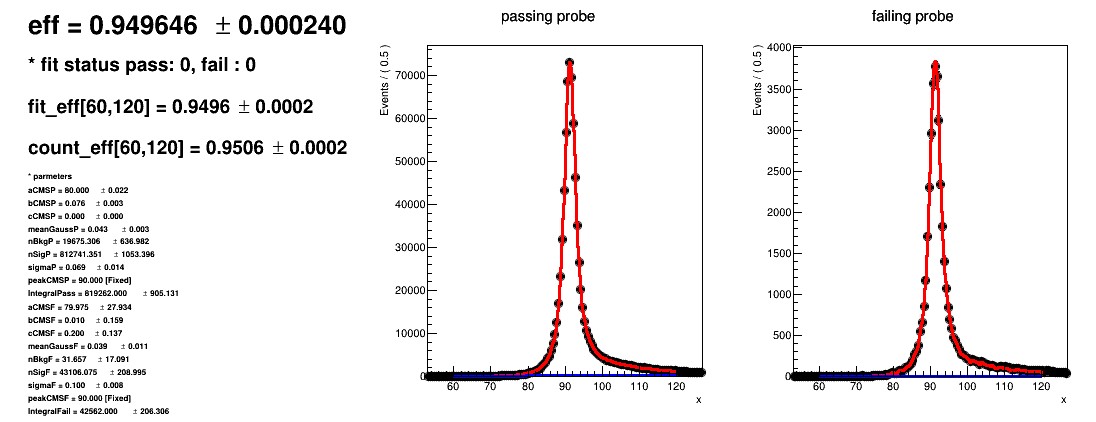 eff = 0.949646 ± 0.000240
* fit status pass: 0, fail : 0
fit_eff[60,120] = 0.9496 ± 0.0002
count_eff[60,120] = 0.9506 ± 0.0002
* parmeters
aCMSP = 80.000 ± 0.022
bCMSP = 0.076 ± 0.003
cCMSP = 0.000 ± 0.000
meanGaussP = 0.043 ± 0.003
nBkgP = 19675.306 ± 636.982
nSigP = 812741.351 ± 1053.396
sigmaP = 0.069 ± 0.014
peakCMSP = 90.000 [Fixed]
IntegralPass = 819262.000 ± 905.131
aCMSF = 79.975 ± 27.934
bCMSF = 0.010 ± 0.159
cCMSF = 0.200 ± 0.137
meanGaussF = 0.039 ± 0.011
nBkgF = 31.657 ± 17.091
nSigF = 43106.075 ± 208.995
sigmaF = 0.100 ± 0.008
peakCMSF = 90.000 [Fixed]
IntegralFail = 42562.000 ± 206.306
passing probe
Events / ( 0.5 )
70000
60000
50000
40000
30000
20000
10000
0
60 70 80 90 100 110 120
x
failing probe
Events / ( 0.5 )
4000
3500
3000
2500
2000
1500
1000
500
0
60 70 80 90 100 110 120
x